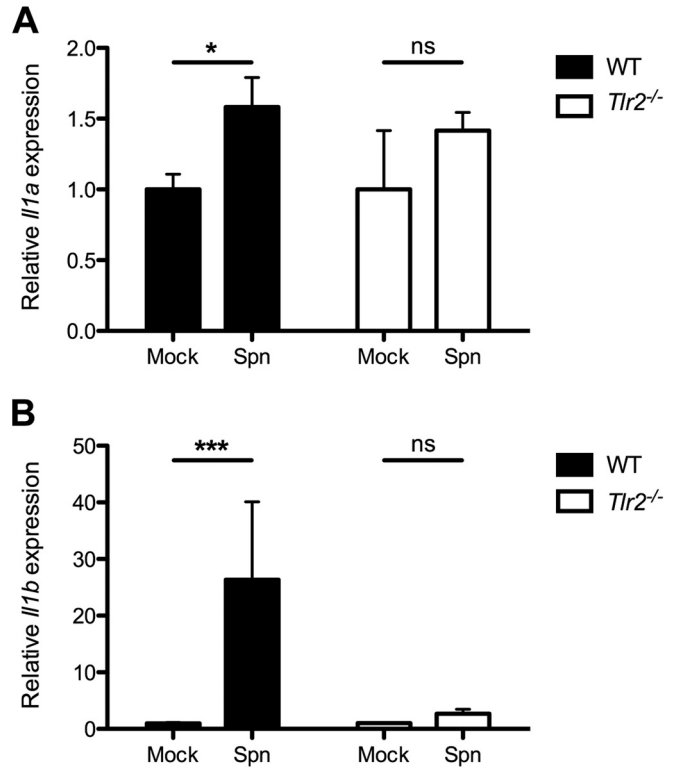 A
Relative Il1a expression
2.0
1.5
1.0
0.5
0.0
*
ns
Mock Spn Mock Spn
WT
Tlr2-/-
B
Relative Il1b expression
50
40
30
20
10
0
***
ns
Mock Spn Mock Spn
WT
Tlr2-/-